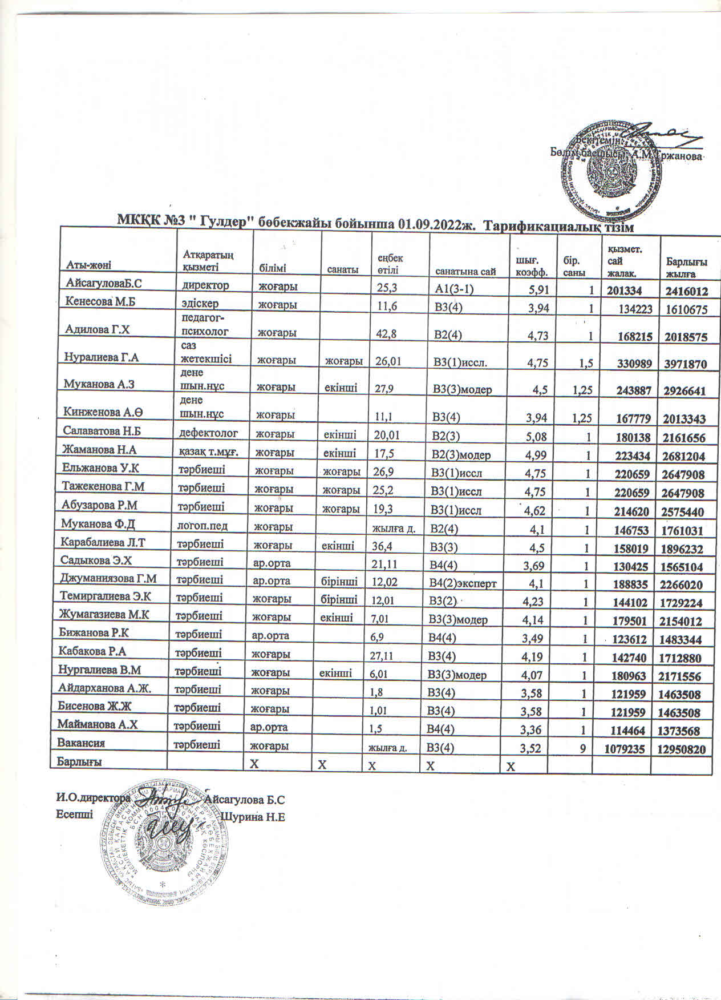 Бекітемін:
Бөлім басшысы: А.М Іржанова
МКҚК №3 " Гулдер" бөбекжайы бойынша 01.09.2022ж. Тарификациалық тізім
Аты-жөні Атқаратың қызметі білімі санаты еңбек өтілі санатына сай шығ. коэфф. бір. саны қызмет. сай жалак. Барлығы жылға
АйсагуловаБ.С директор жоғары 25,3 А1(3-1) 5,91 1 201334 2416012
Кенесова М.Б әдіскер жоғары 11,6 В3(4) 3,94 1 134223 1610675
Адилова Г.Х педагог-психолог жоғары 42,8 В2(4) 4,73 1 168215 2018575
Нуралиева Г.А саз жетекшісі жоғары жоғары 26,01 В3(1)иссл. 4,75 1,5 330989 3971870
Муканова А.З дене шын.нұс жоғары екінші 27,9 В3(3)модер 4,5 1,25 243887 2926641
Кинженова А.Ө дене шын.нұс жоғары 11,1 В3(4) 3,94 1,25 167779 2013343
Салаватова Н.Б дефектолог жоғары екінші 20,01 В2(3) 5,08 1 180138 2161656
Жаманова Н.А қазақ т.мұғ. жоғары екінші 17,5 В2(3)модер 4,99 1 223434 2681204
Ельжанова У.К тәрбиеші жоғары жоғары 26,9 В3(1)иссл 4,75 1 220659 2647908
Тажекенова Г.М тәрбиеші жоғары жоғары 25,2 В3(1)иссл 4,75 1 220659 2647908
Абузарова Р.М тәрбиеші жоғары жоғары 19,3 В3(1)иссл 4,62 1 214620 2575440
Муканова Ф.Д логоп.пед жоғары жылға д. В2(4) 4,1 1 146753 1761031
Карабалиева Л.Т тәрбиеші жоғары екінші 36,4 В3(3) 4,5 1 158019 1896232
Садыкова Э.Х тәрбиеші ар.орта 21,11 В4(4) 3,69 1 130425 1565104
Джуманиязова Г.М тәрбиеші ар.орта бірінші 12,02 В4(2)эксперт 4,1 1 188835 2266020
Темиргалиева Э.К тәрбиеші жоғары бірінші 12,01 В3(2) 4,23 1 144102 1729224
Жумагазиева М.К тәрбиеші жоғары екінші 7,01 В3(3)модер 4,14 1 179501 2154012
Бижанова Р.К тәрбиеші ар.орта 6,9 В4(4) 3,49 1 123612 1483344
Кабакова Р.А тәрбиеші жоғары 27,11 В3(4) 4,19 1 142740 1712880
Нургалиева В.М тәрбиеші жоғары екінші 6,01 В3(3)модер 4,07 1 180963 2171556
Айдарханова А.Ж. тәрбиеші жоғары 1,8 В3(4) 3,58 1 121959 1463508
Бисенова Ж.Ж тәрбиеші жоғары 1,01 В3(4) 3,58 1 121959 1463508
Майманова А.Х тәрбиеші ар.орта 1,5 В4(4) 3,36 1 114464 1373568
Вакансия тәрбиеші жоғары жылға д. В3(4) 3,52 9 1079235 12950820
Барлығы Х Х Х Х Х
И.О.директора Айсагулова Б.С
Есепші Шурина Н.Е